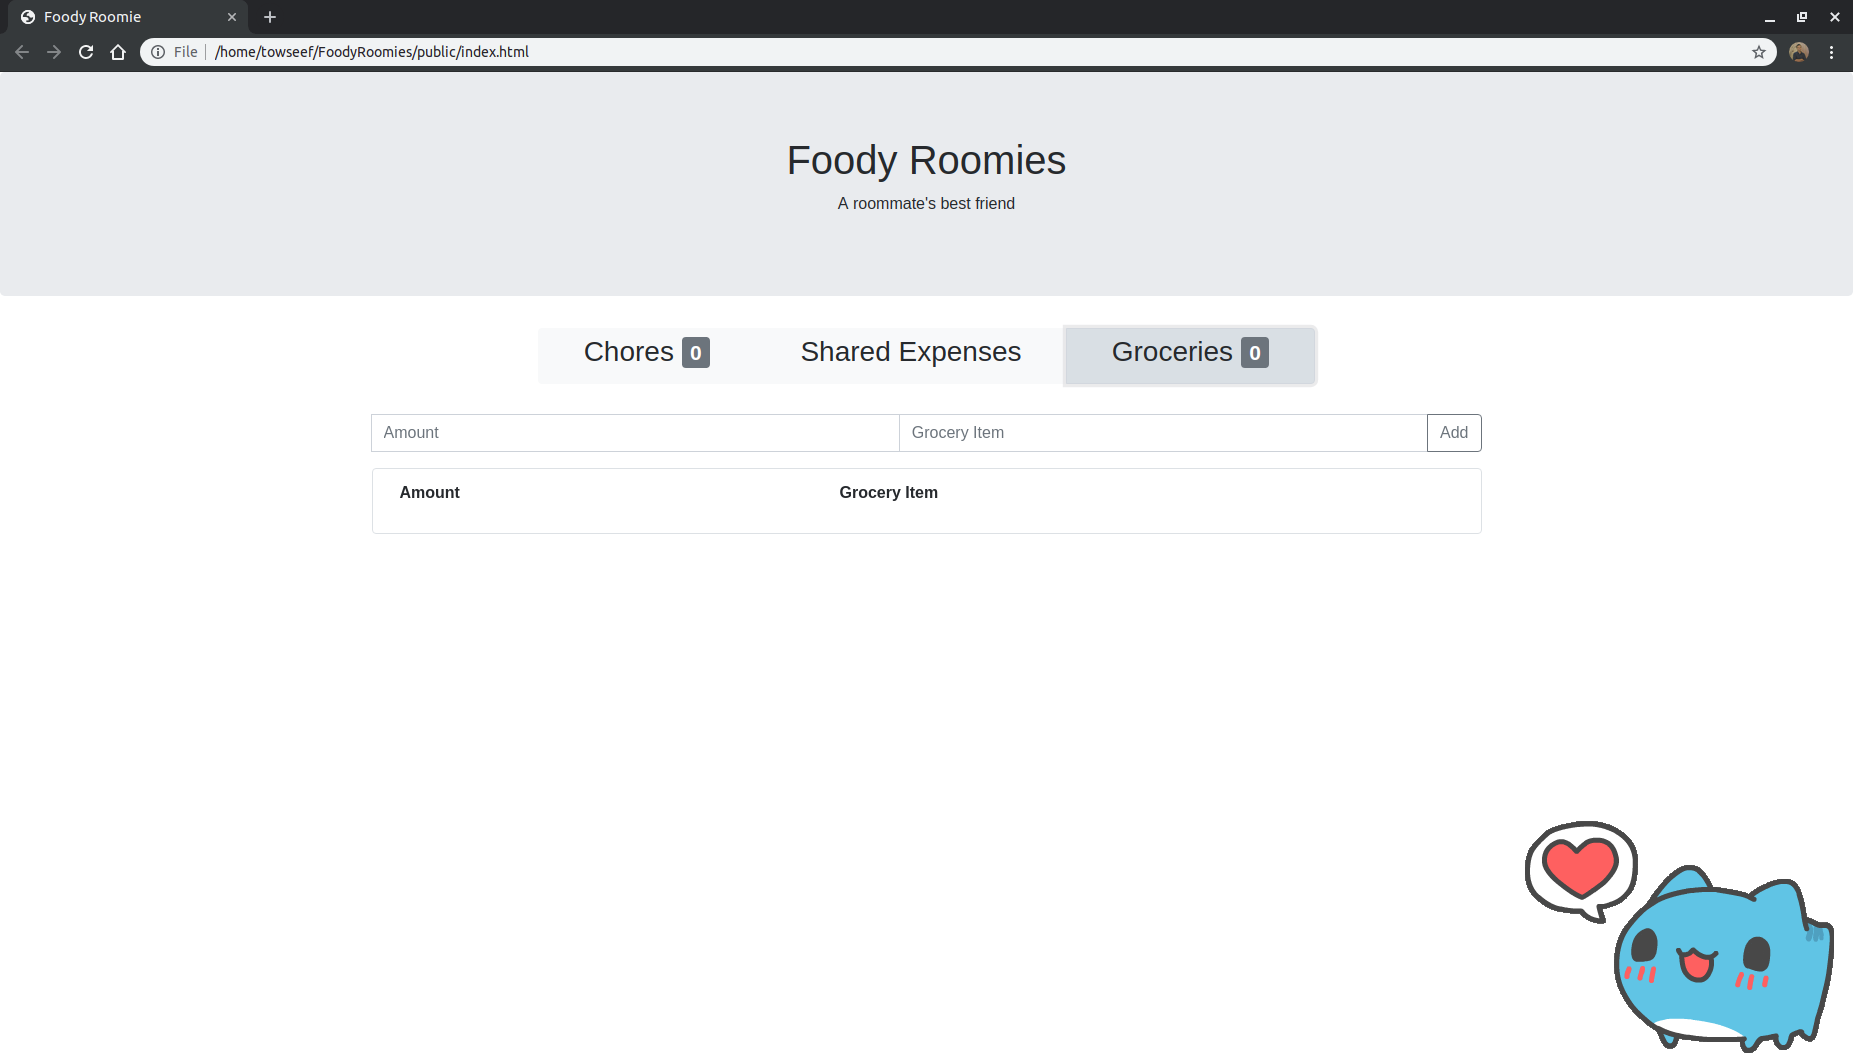 Foody Roomie
File /home/towseef/FoodyRoomies/public/index.html
Foody Roomies
A roommate's best friend
Chores 0 Shared Expenses Groceries 0
Amount Grocery Item Add
Amount Grocery Item